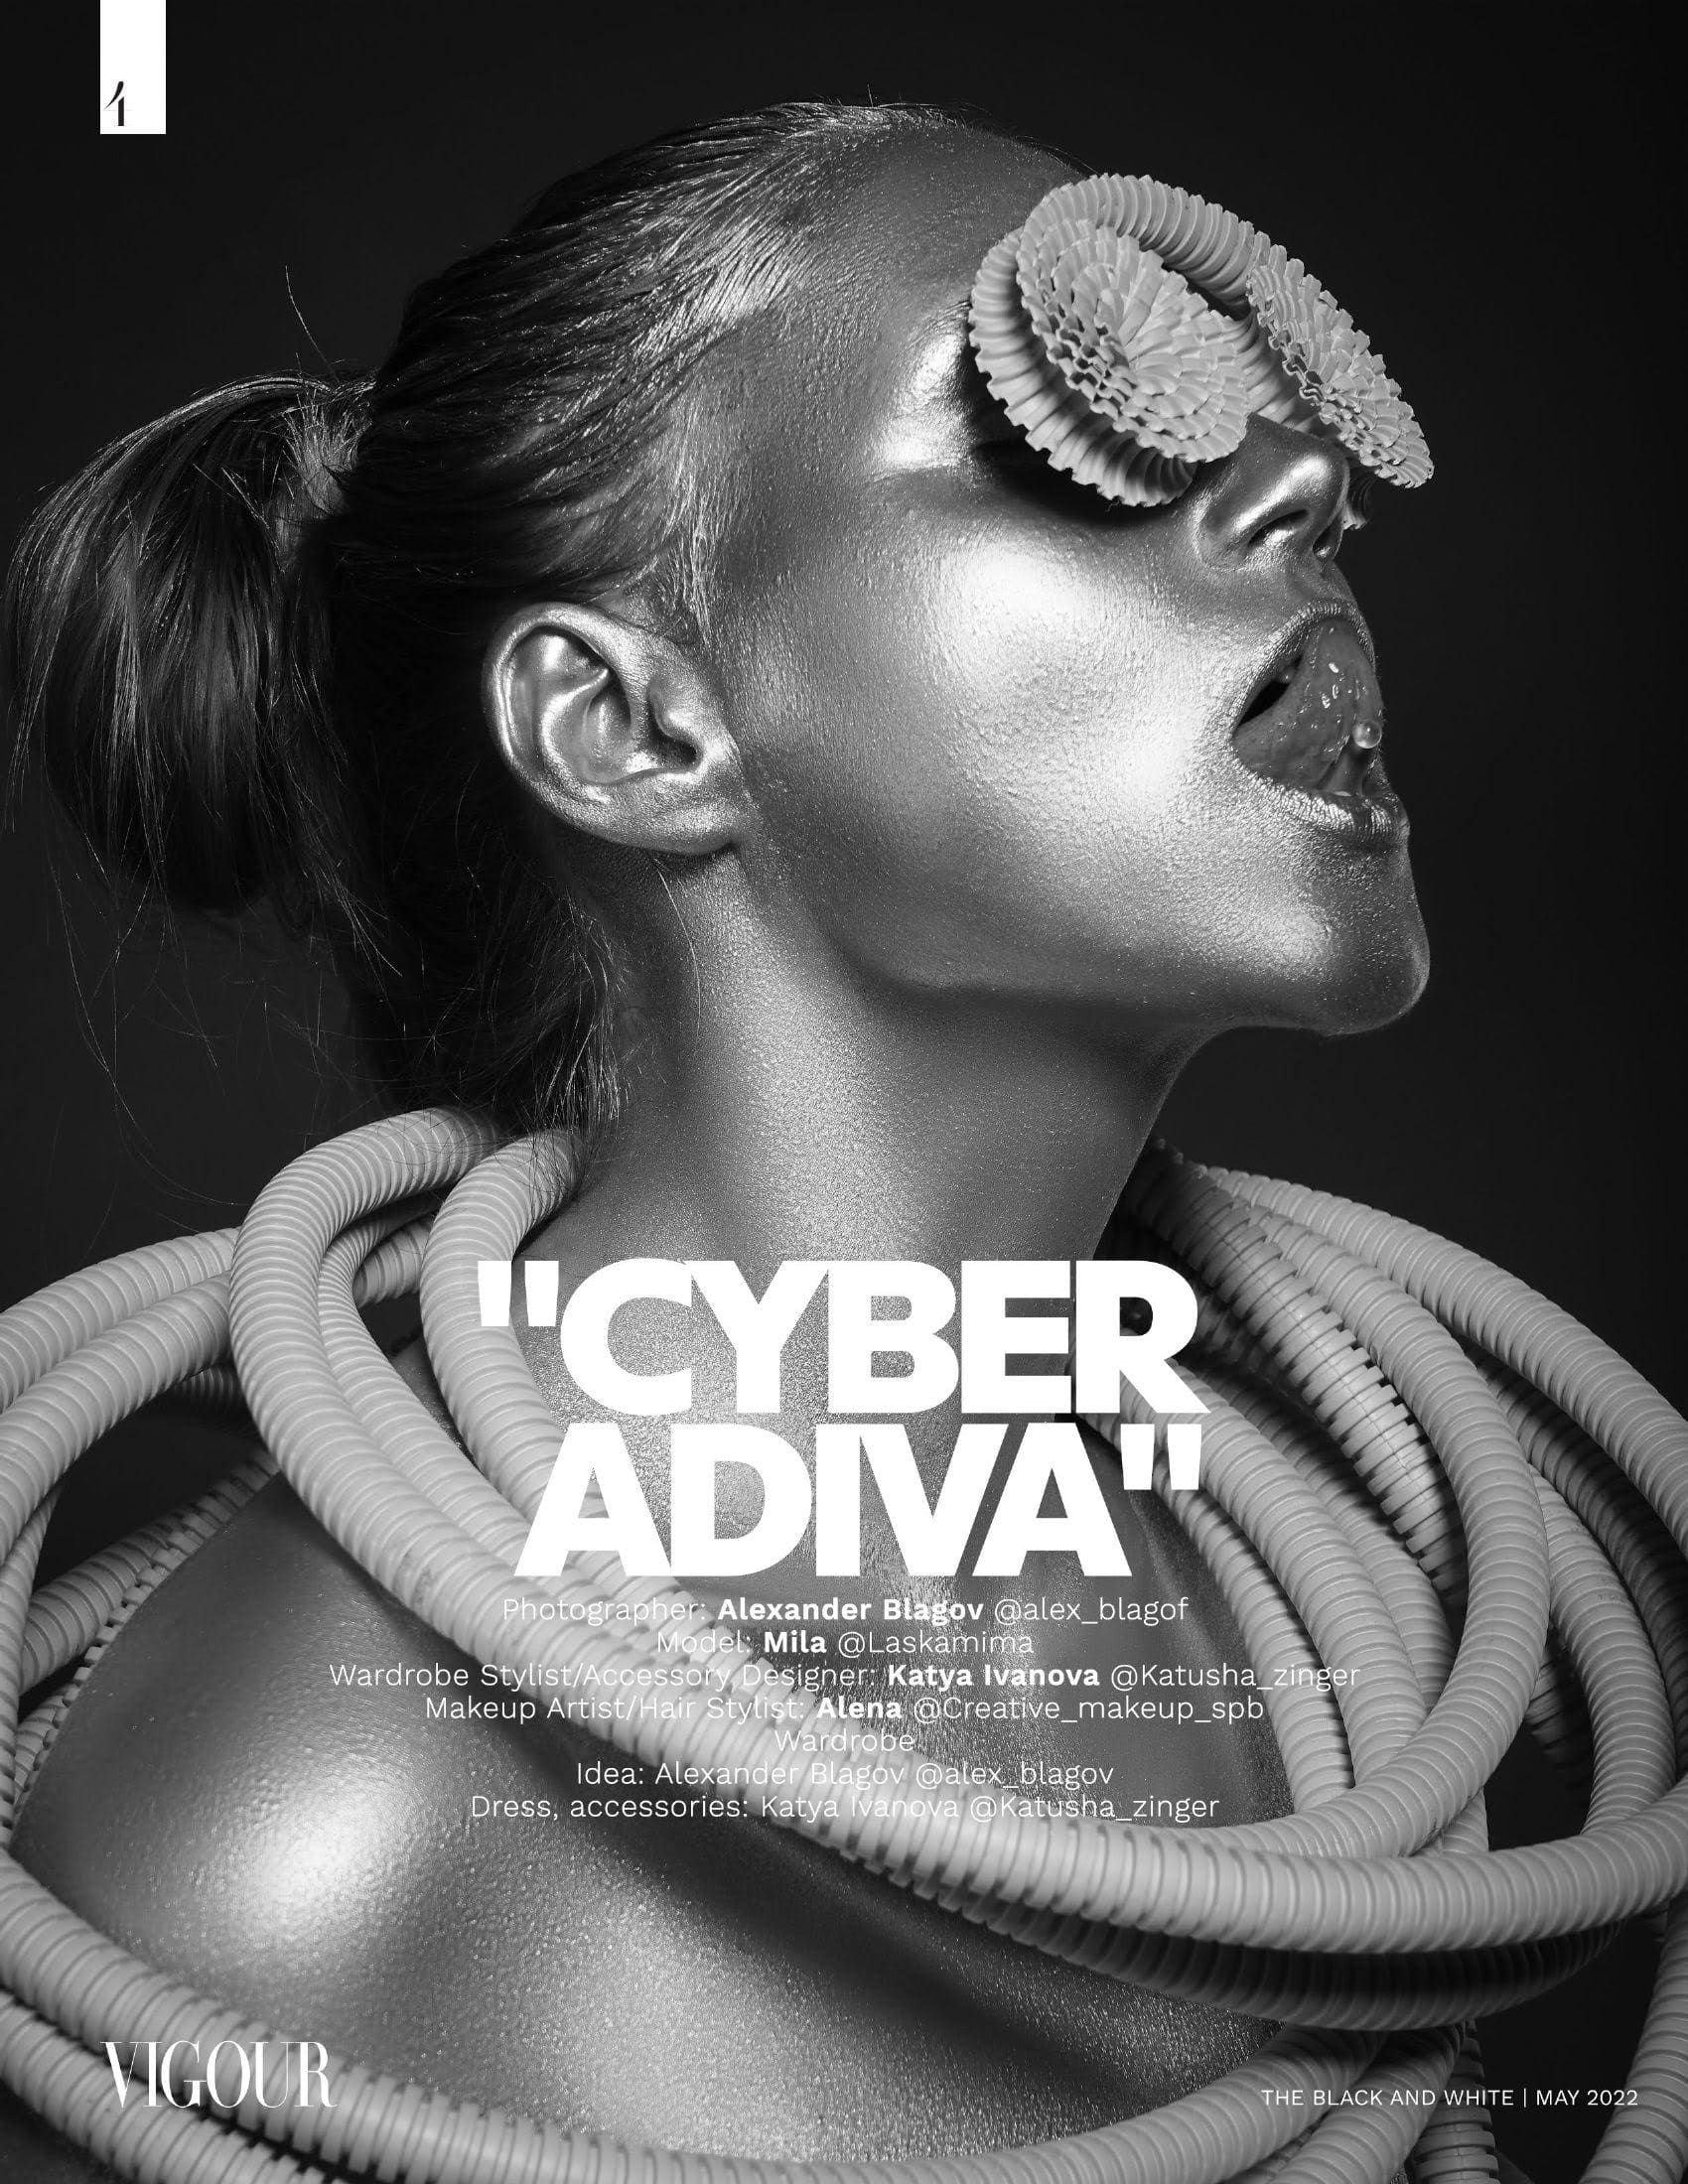 4
"CYBER
ADIVA"
Photographer: Alexander Blagov @alex_blagof
Model: Mila @Laskamima
Wardrobe Stylist/Accessory Designer: Katya Ivanova @Katusha_zinger
Makeup Artist/Hair Stylist: Alena @Creative_makeup_spb
Wardrobe
Idea: Alexander Blagov @alex_blagov
Dress, accessories: Katya Ivanova @Katusha_zinger
VIGOUR
THE BLACK AND WHITE | MAY 2022